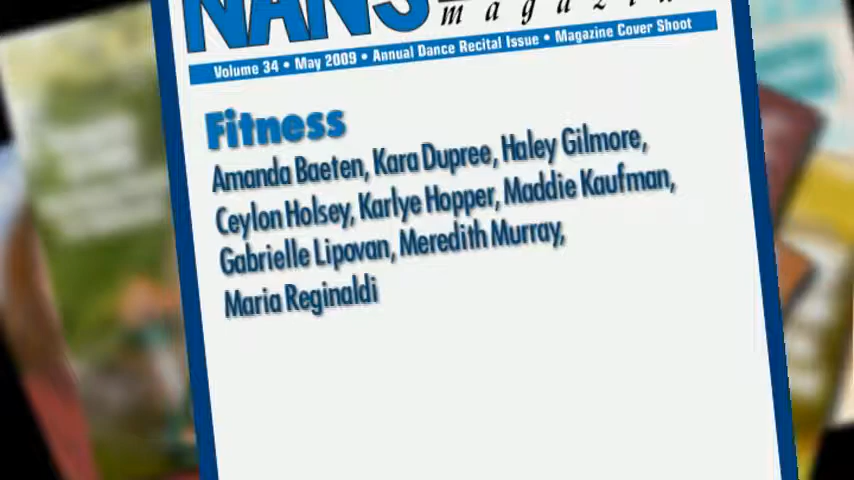 NANS
magazin
Volume 34 • May 2009 • Annual Dance Recital Issue • Magazine Cover Shoot
Fitness
Amanda Baeten, Kara Dupree, Haley Gilmore,
Ceylon Holsey, Karlye Hopper, Maddie Kaufman,
Gabrielle Lipovan, Meredith Murray,
Maria Reginaldi